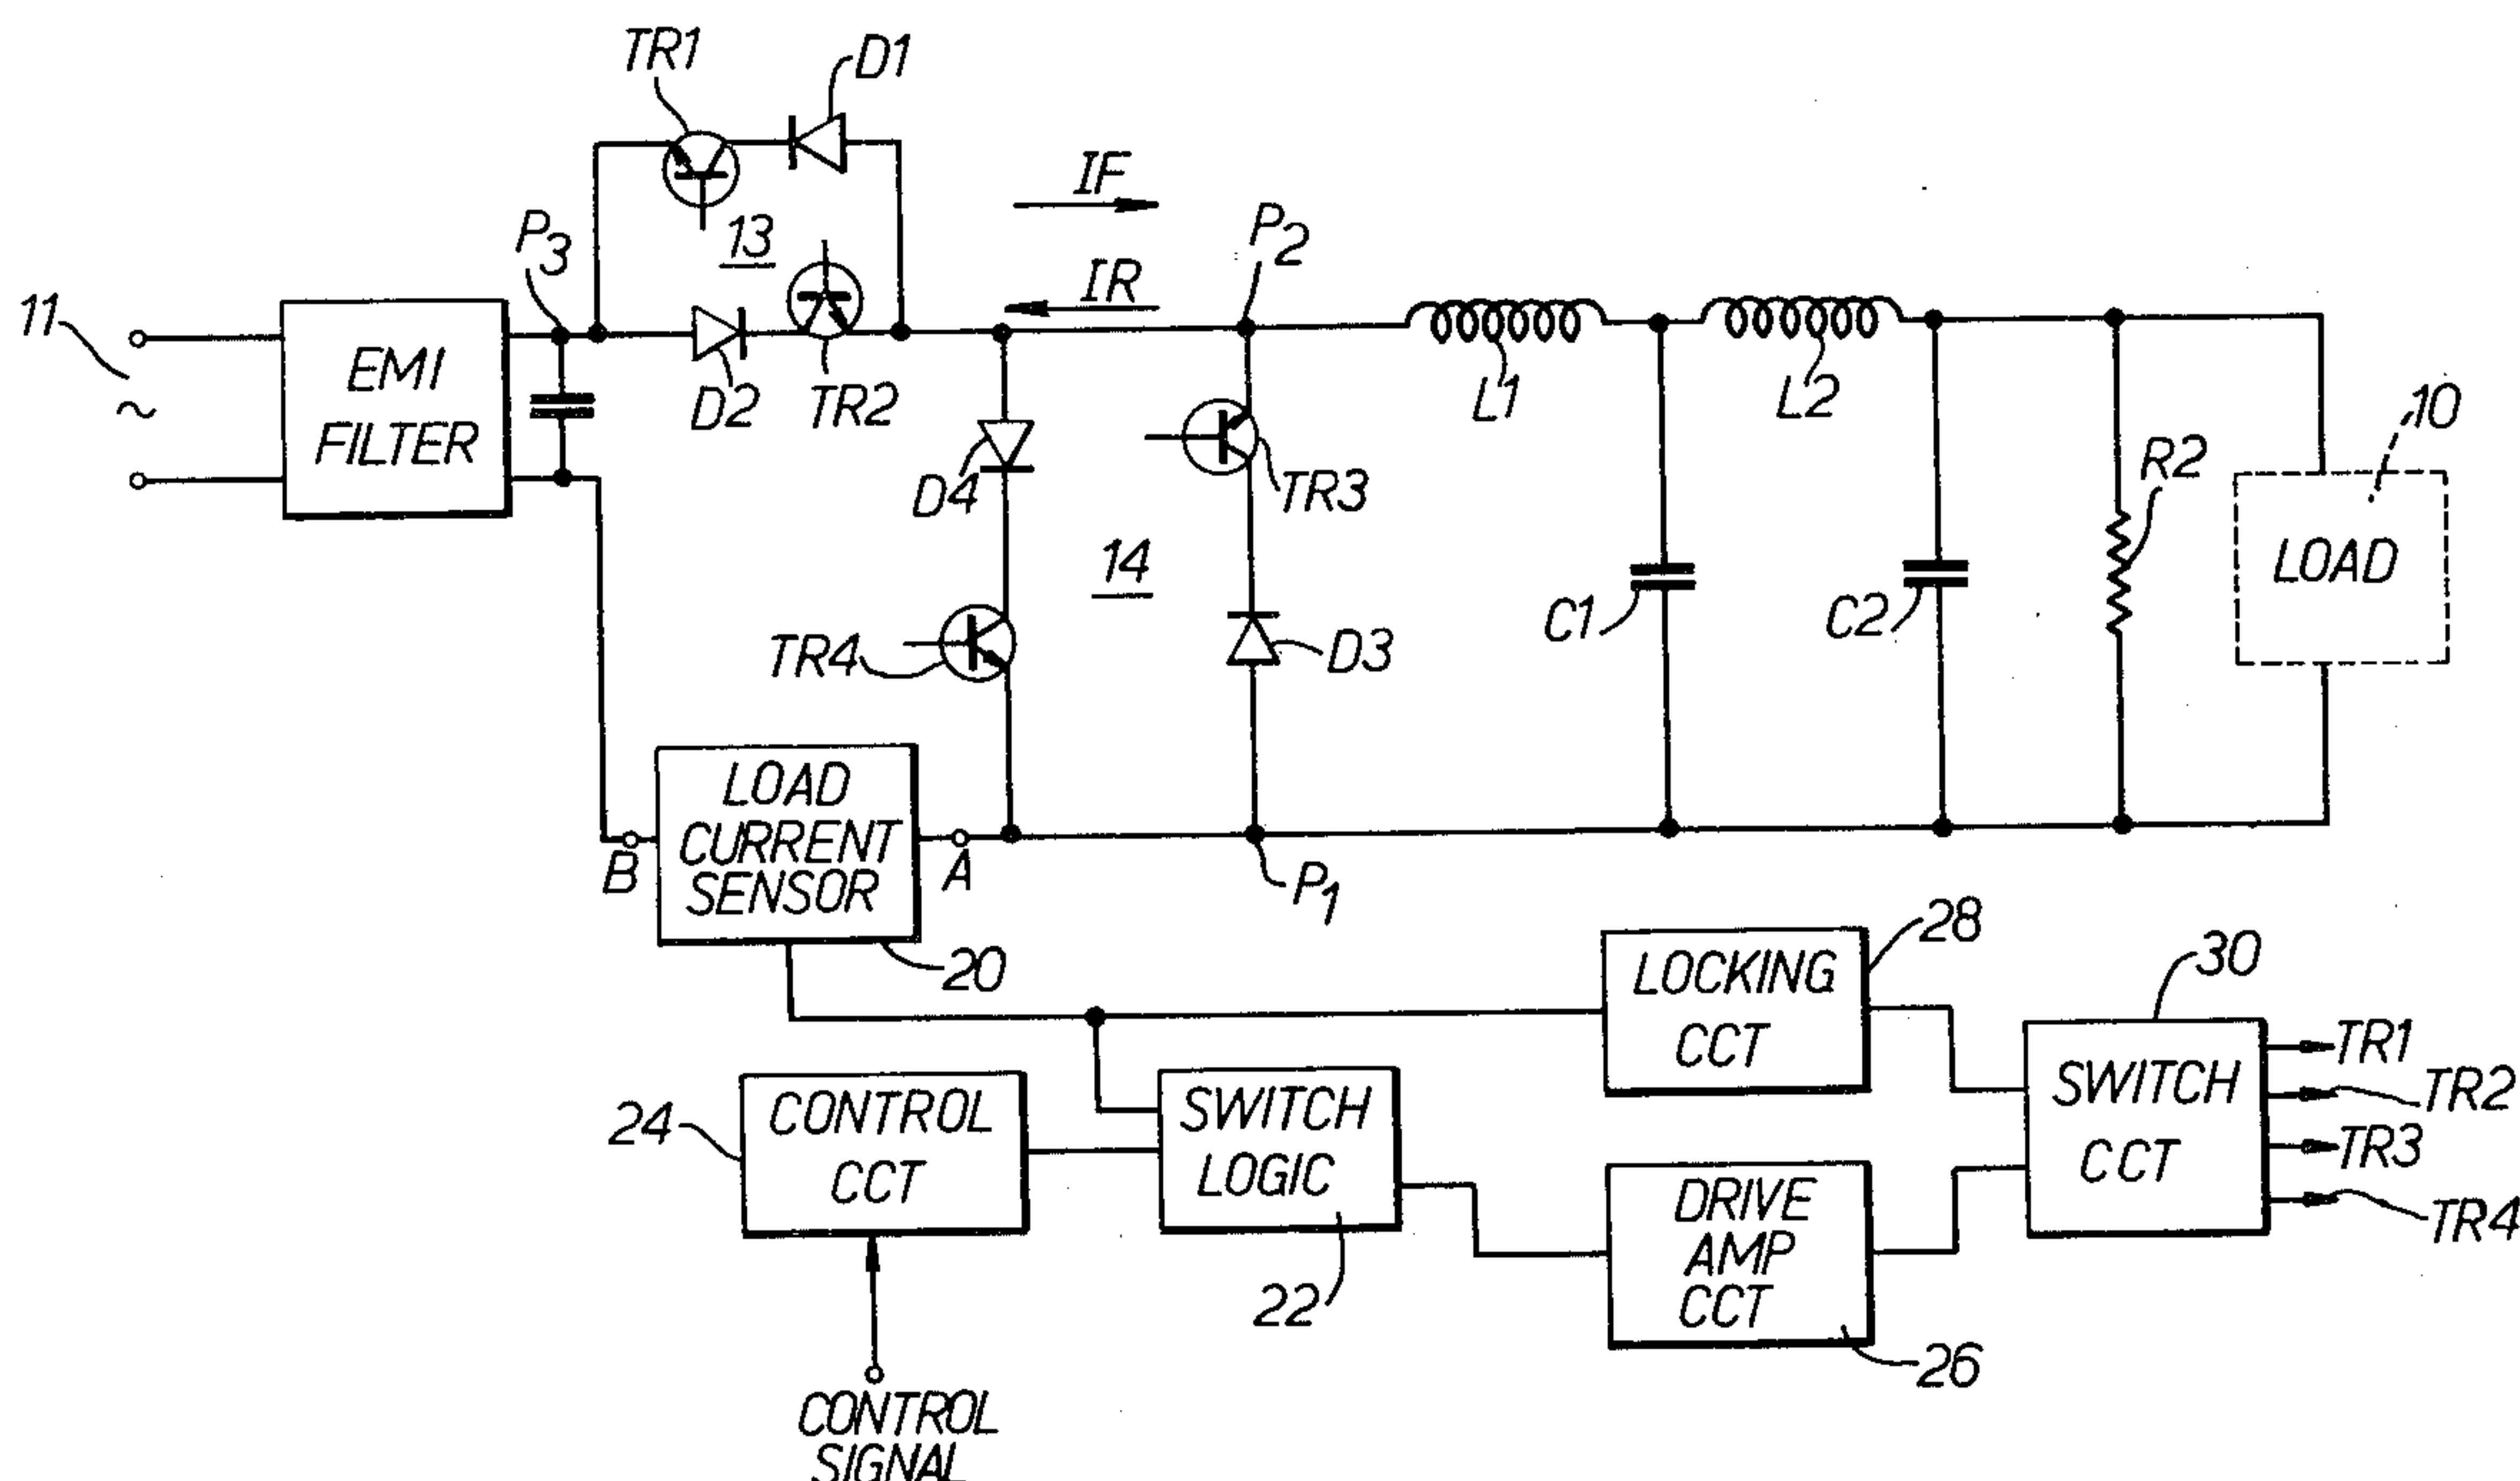 TR1
D1
IF
P2
P3
13
IR
11
EMI
FILTER
~
D2
TR2
L1
L2
10
D4
TR3
R2
14
LOAD
C1
C2
TR4
D3
LOAD
CURRENT
SENSOR
B
A
P1
20
28
LOCKING
CCT
30
TR1
24
CONTROL
CCT
SWITCH
LOGIC
SWITCH
CCT
TR2
TR3
TR4
DRIVE
AMP
CCT
22
26
CONTROL
SIGNAL